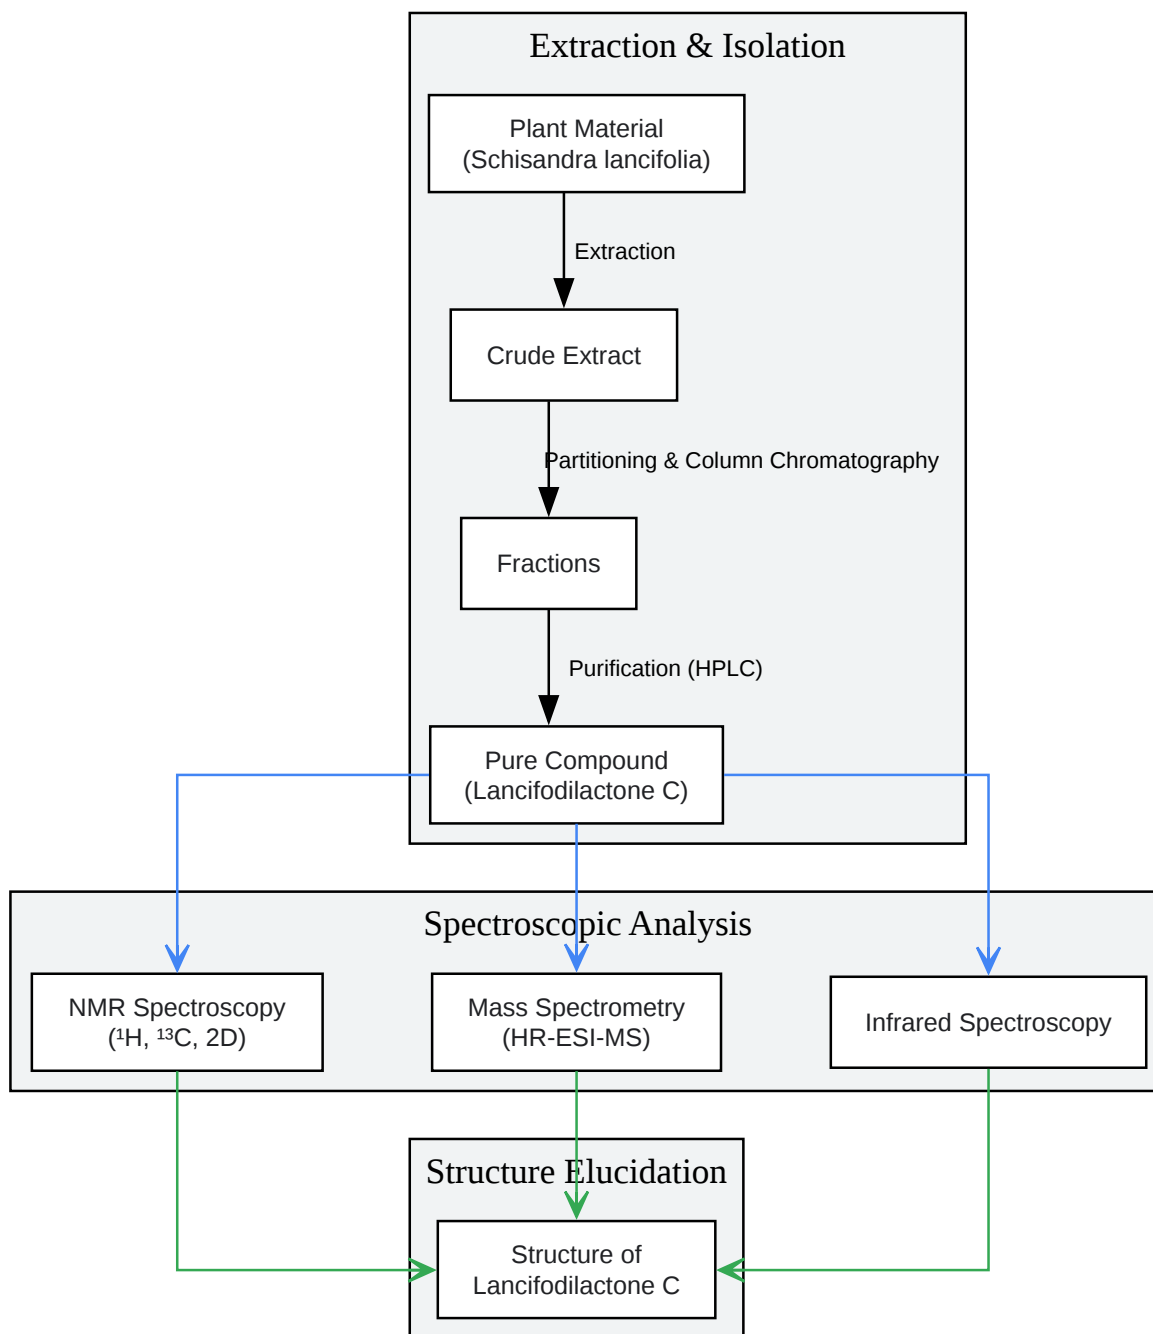 Extraction & Isolation
Plant Material
(Schisandra lancifolia)
Extraction
Crude Extract
Partitioning & Column Chromatography
Fractions
Purification (HPLC)
Pure Compound
(Lancifodilactone C)
Spectroscopic Analysis
NMR Spectroscopy
(¹H, ¹³C, 2D)
Mass Spectrometry
(HR-ESI-MS)
Infrared Spectroscopy
Structure Elucidation
Structure of
Lancifodilactone C